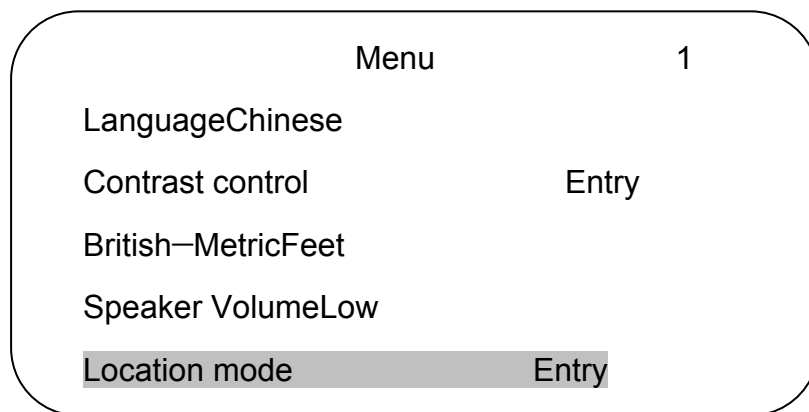 Menu 1
LanguageChinese
Contrast control Entry
British—MetricFeet
Speaker VolumeLow
Location mode Entry